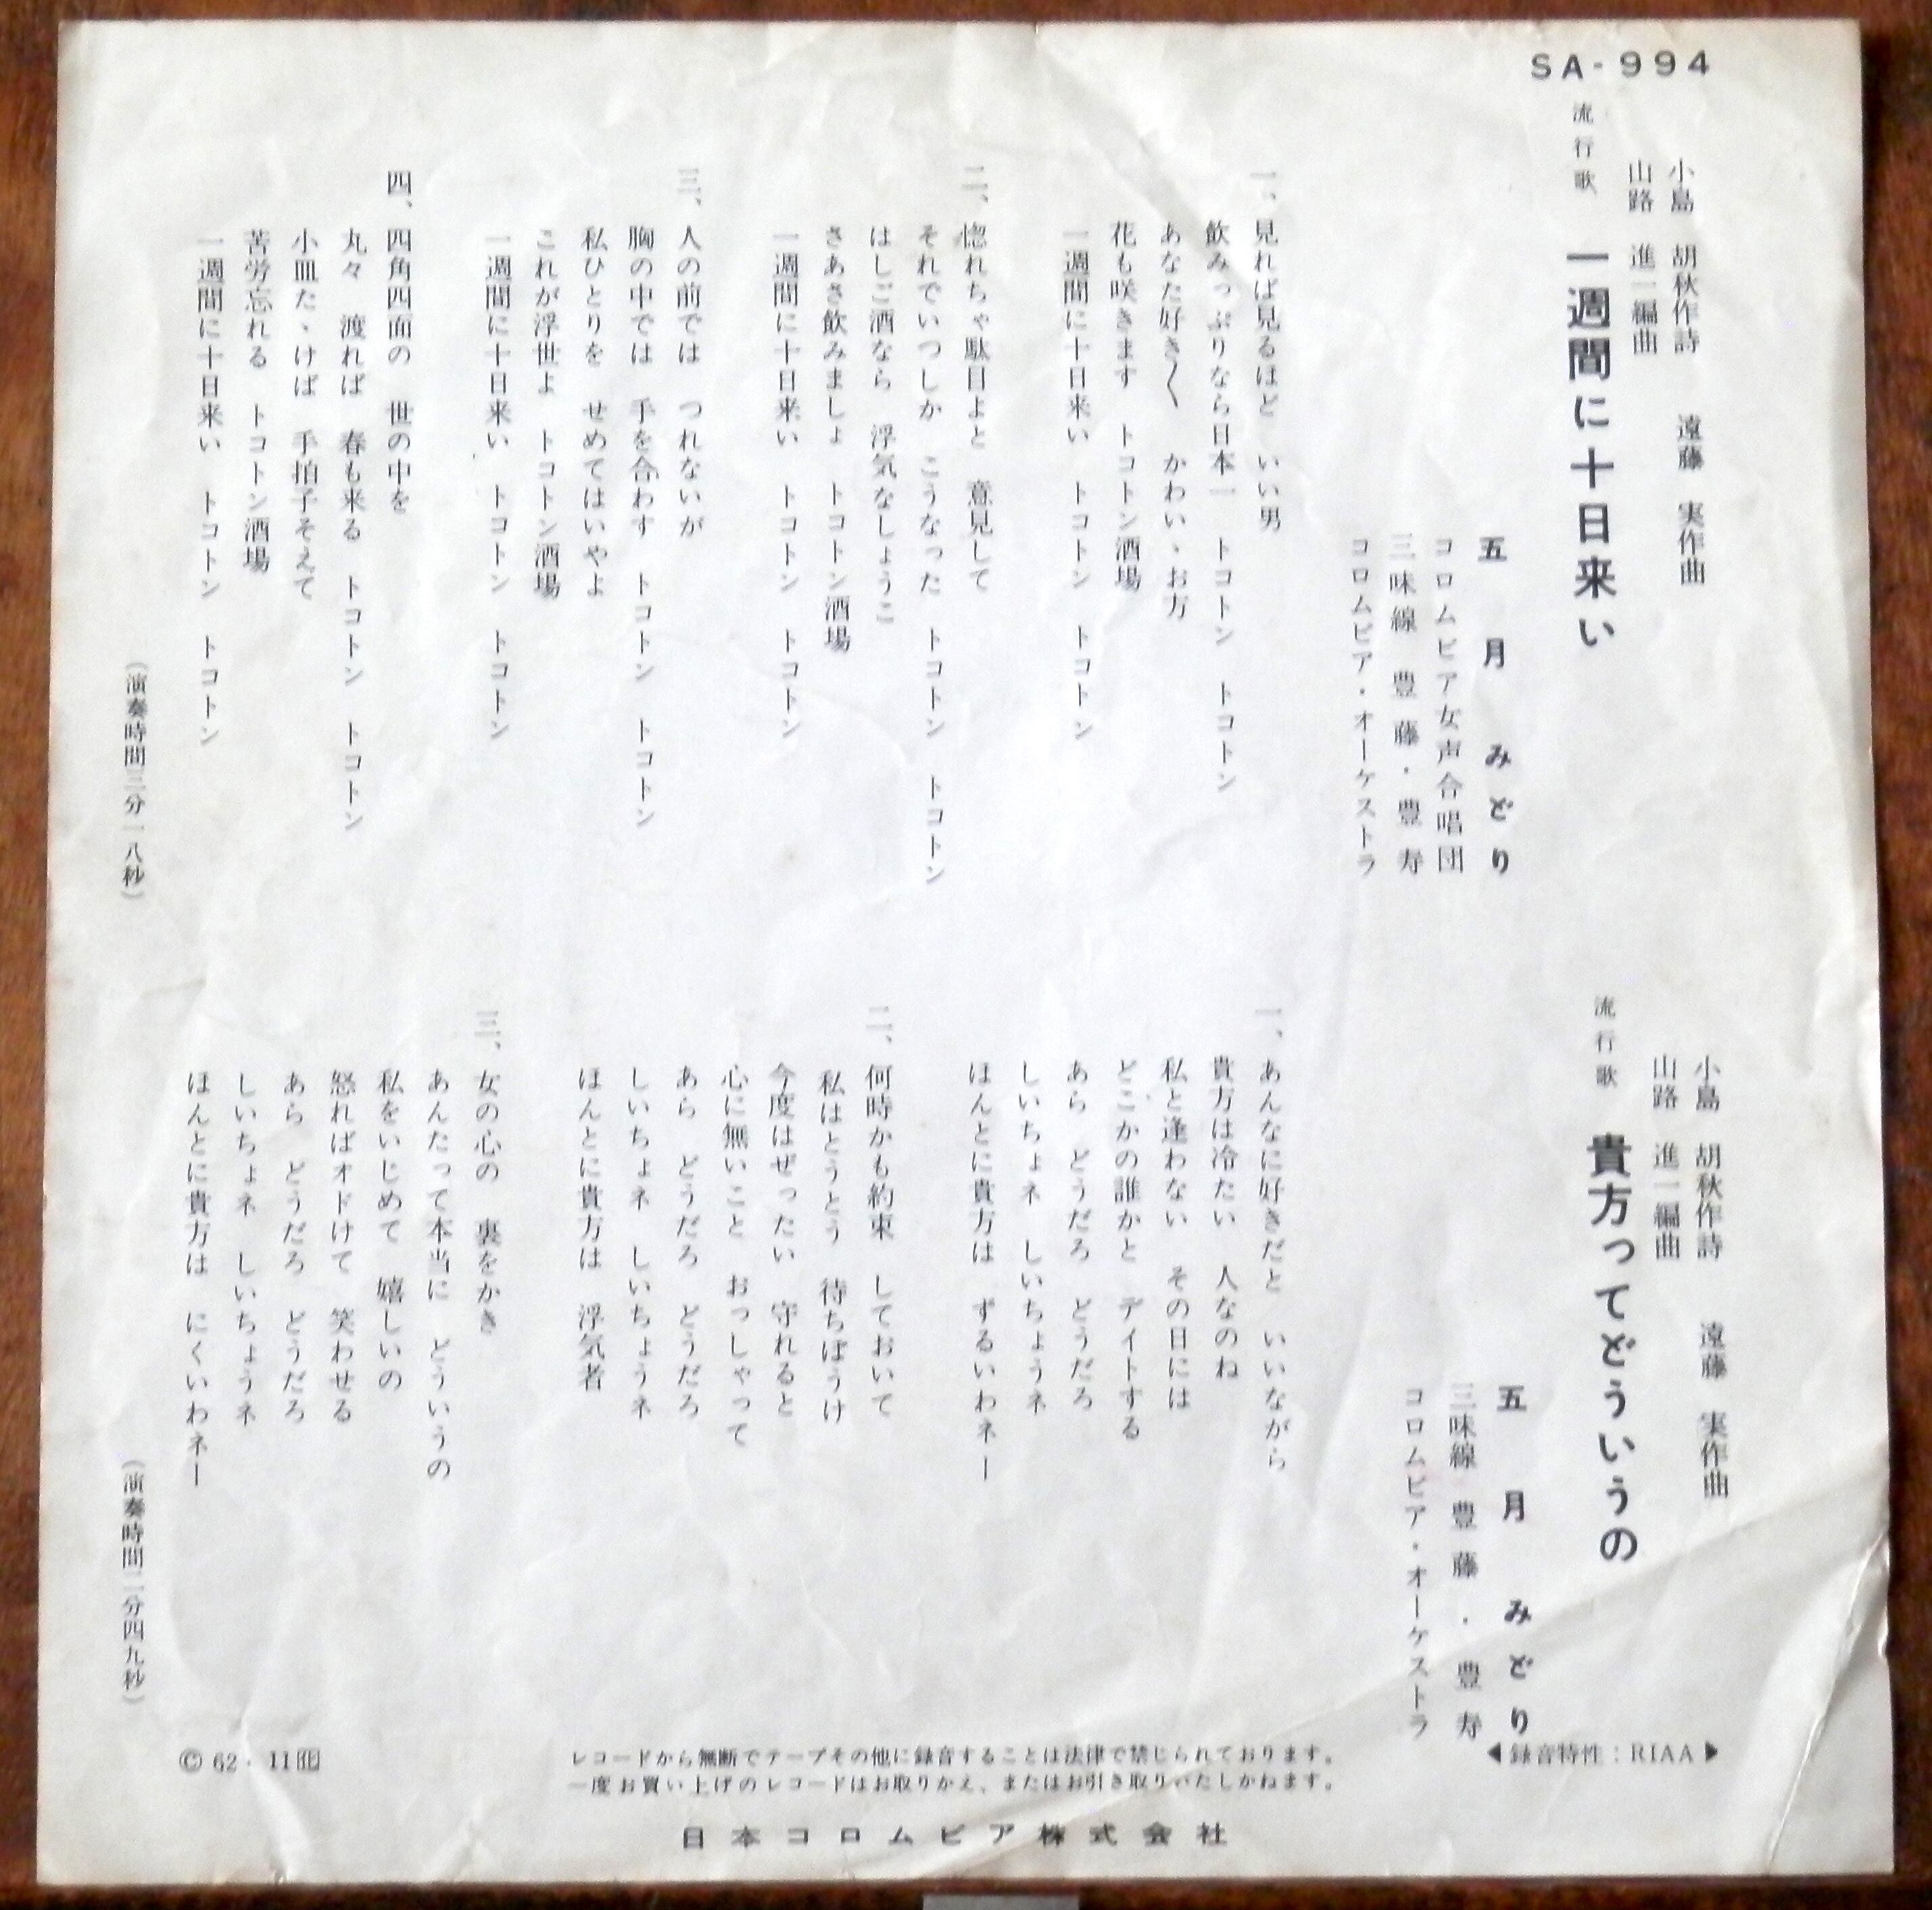 SA-994
小島 胡秋作詩 遠藤 実作曲
山路 進一編曲
流行歌 一週間に十日来い
五月みどり
コロムビア女声合唱団
三味線 豊藤・豊寿
コロムビア・オーケストラ
一、見れば見るほど いい男
飲みっぷりなら日本一 トコトン トコトン
あなた好き〱 かわいゝお方
花も咲きます トコトン酒場
一週間に十日来い トコトン トコトン
二、惚れちゃ駄目よと 意見して
それでいつしか こうなった トコトン トコトン
はしご酒なら 浮気なしょうこ
さあさ飲みましょ トコトン酒場
一週間に十日来い トコトン トコトン
三、人の前では つれないが
胸の中では 手を合わす トコトン トコトン
私ひとりを せめてはいやよ
これが浮世よ トコトン酒場
一週間に十日来い トコトン トコトン
四、四角四面の 世の中を
丸々 渡れば 春も来る トコトン トコトン
小皿たゝけば 手拍子そえて
苦労忘れる トコトン酒場
一週間に十日来い トコトン トコトン
(演奏時間三分一八秒)
小島 胡秋作詩 遠藤 実作曲
山路 進一編曲
流行歌 貴方ってどういうの
五月みどり
三味線 豊藤・豊寿
コロムビア・オーケストラ
一、あんなに好きだと いいながら
貴方は冷たい 人なのね
私と逢わない その日には
どこかの誰かと デイトする
あら どうだろ どうだろ
しいちょネ しいちょうネ
ほんとに貴方は ずるいわネー
二、何時かも約束 しておいて
私はとうとう 待ちぼうけ
今度はぜったい 守れると
心に無いこと おっしゃって
あら どうだろ どうだろ
しいちょネ しいちょうネ
ほんとに貴方は 浮気者
三、女の心の 裏をかき
あんたって本当に どういうの
私をいじめて 嬉しいの
怒ればオドけて 笑わせる
あら どうだろ どうだろ
しいちょネ しいちょうネ
ほんとに貴方は にくいわネー
(演奏時間二分四九秒)
◀録音特性：RIAA▶
レコードから無断でテープその他に録音することは法律で禁じられております。
一度お買い上げのレコードはお取りかえ、またはお引き取りいたしかねます。
© 62・11
日本コロムビア株式会社